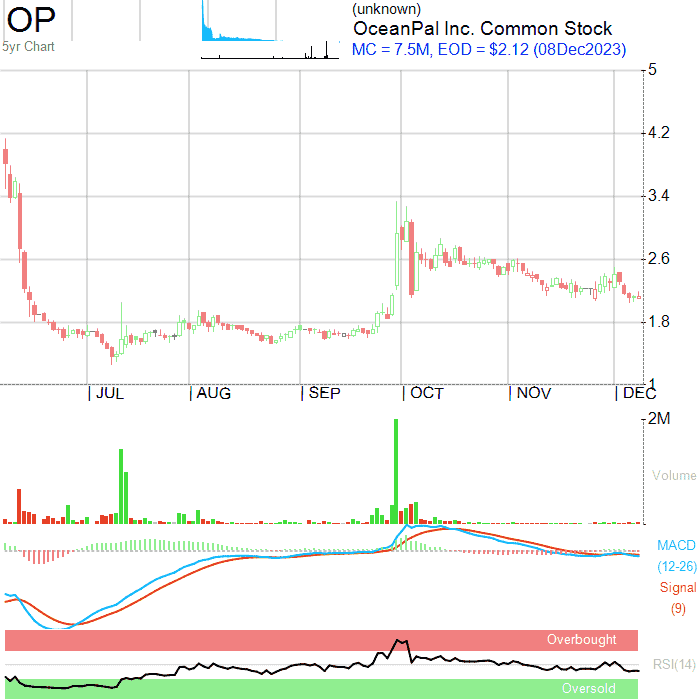 OP
5yr Chart
(unknown)
OceanPal Inc. Common Stock
MC = 7.5M, EOD = $2.12 (08Dec2023)
5
4.2
3.4
2.6
1.8
1
JUL
AUG
SEP
OCT
NOV
DEC
2M
Volume
MACD
(12-26)
Signal
(9)
Overbought
RSI(14)
Oversold